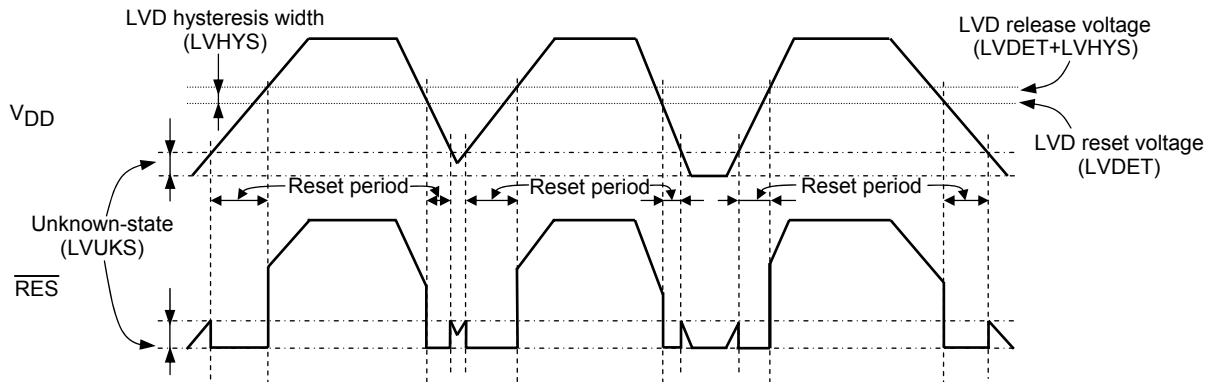 LVD hysteresis width
(LVHYS)
LVD release voltage
(LVDET+LVHYS)
VDD
LVD reset voltage
(LVDET)
Reset period
Reset period
Reset period
Unknown-state
(LVUKS)
RES